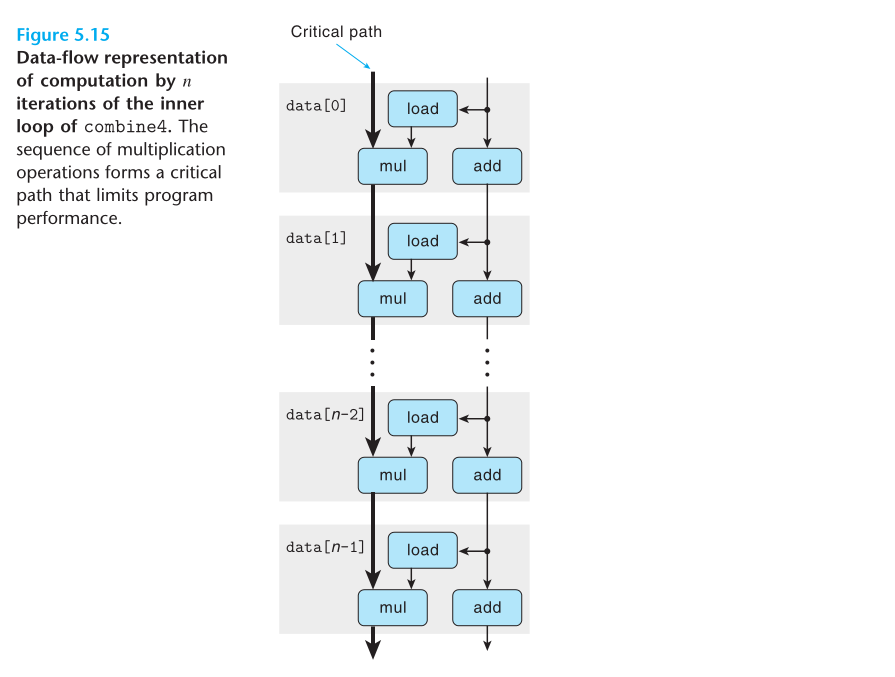 Figure 5.15
Data-flow representation
of computation by n
iterations of the inner
loop of combine4. The
sequence of multiplication
operations forms a critical
path that limits program
performance.
Critical path
data[0]
load
mul
add
data[1]
load
mul
add
data[n-2]
load
mul
add
data[n-1]
load
mul
add